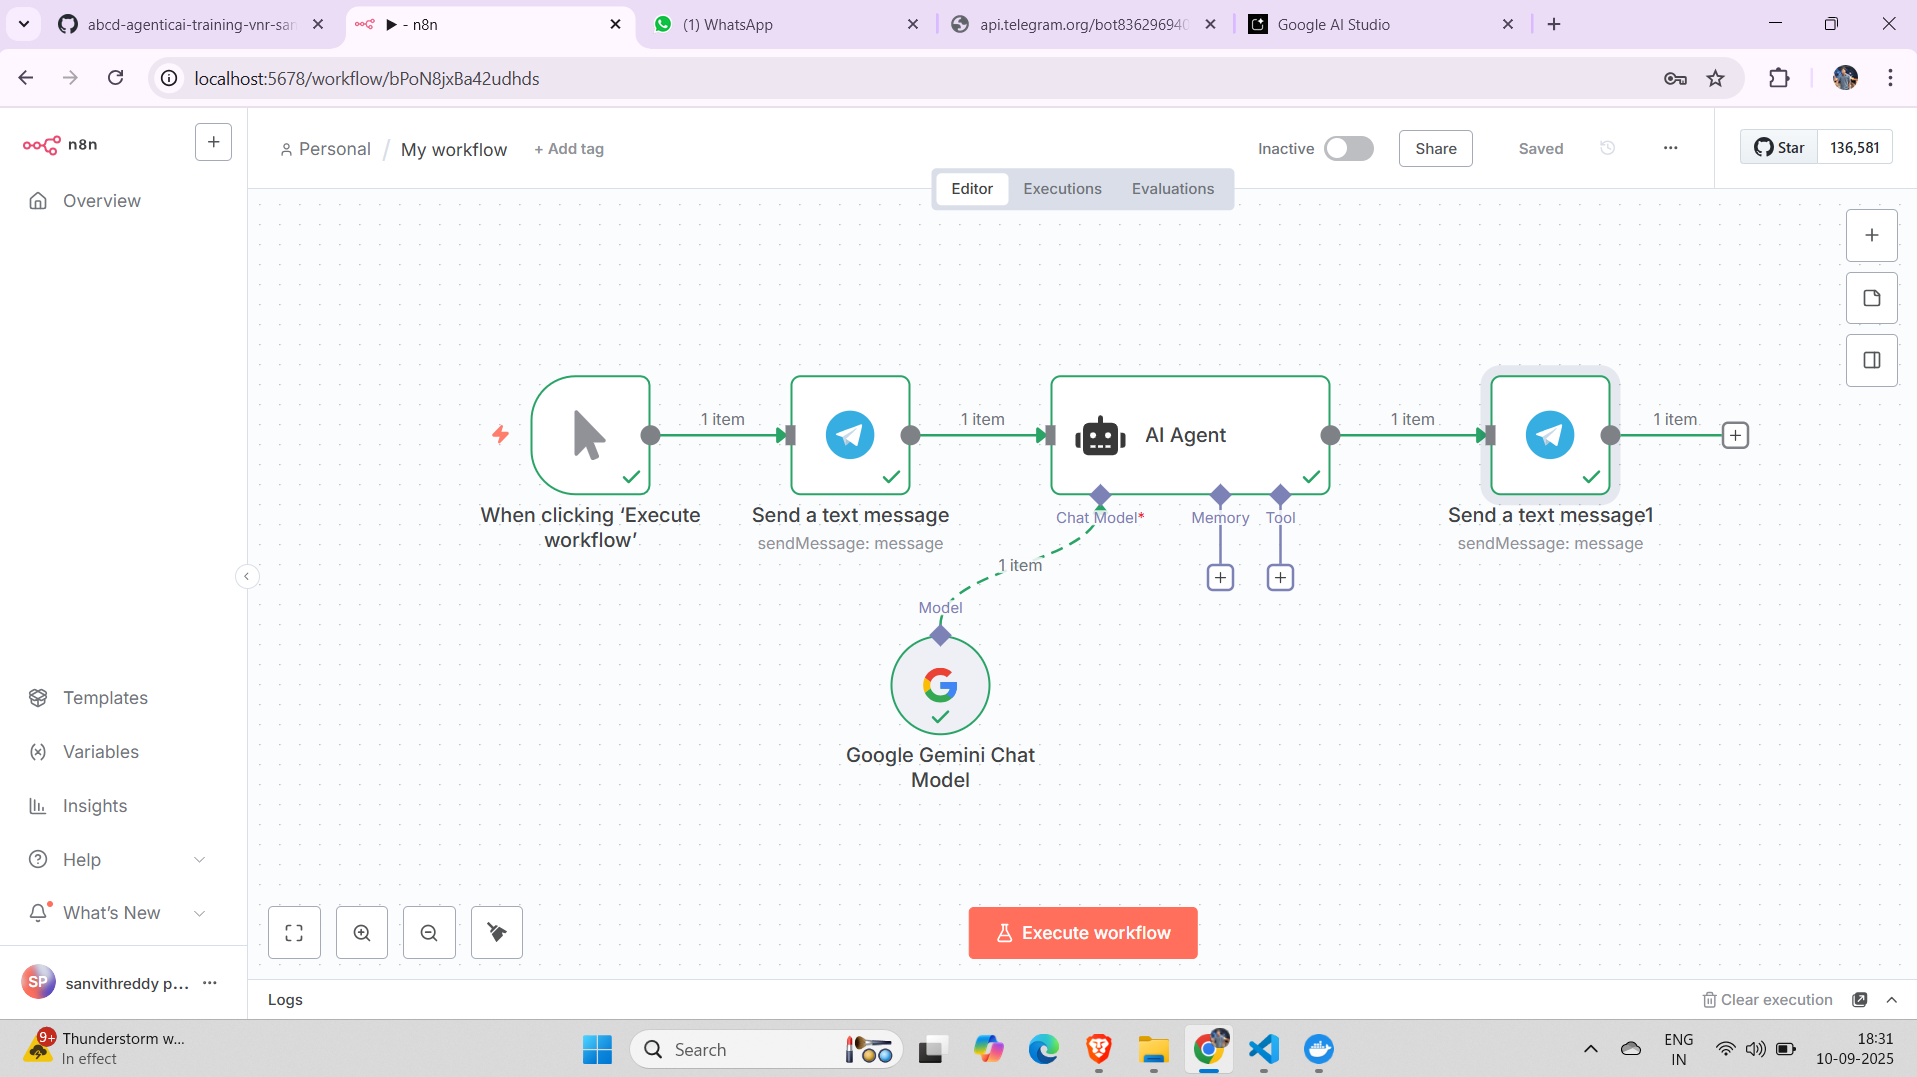 abcd-agenticai-training-vnr-san
▶ - n8n
(1) WhatsApp
api.telegram.org/bot836296940
Google AI Studio
localhost:5678/workflow/bPoN8jxBa42udhds
n8n
Personal / My workflow + Add tag
Inactive
Share
Saved
Star
136,581
Editor
Executions
Evaluations
Overview
1 item
1 item
1 item
1 item
AI Agent
When clicking ‘Execute
workflow’
Send a text message
sendMessage: message
Chat Model*
Memory
Tool
Send a text message1
sendMessage: message
1 item
Model
Google Gemini Chat
Model
Templates
Variables
Insights
Help
What’s New
Execute workflow
SP
sanvithreddy p...
Logs
Clear execution
9+
Thunderstorm w...
In effect
Search
ENG
IN
18:31
10-09-2025